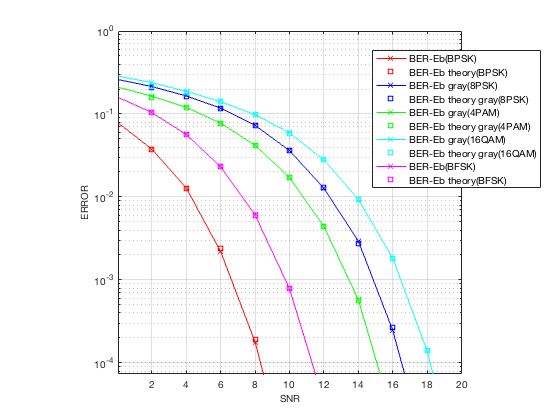 10^0
10^-1
10^-2
10^-3
10^-4
ERROR
2 4 6 8 10 12 14 16 18 20
SNR
BER-Eb(BPSK)
BER-Eb theory(BPSK)
BER-Eb gray(8PSK)
BER-Eb theory gray(8PSK)
BER-Eb gray(4PAM)
BER-Eb theory gray(4PAM)
BER-Eb gray(16QAM)
BER-Eb theory gray(16QAM)
BER-Eb(BFSK)
BER-Eb theory(BFSK)